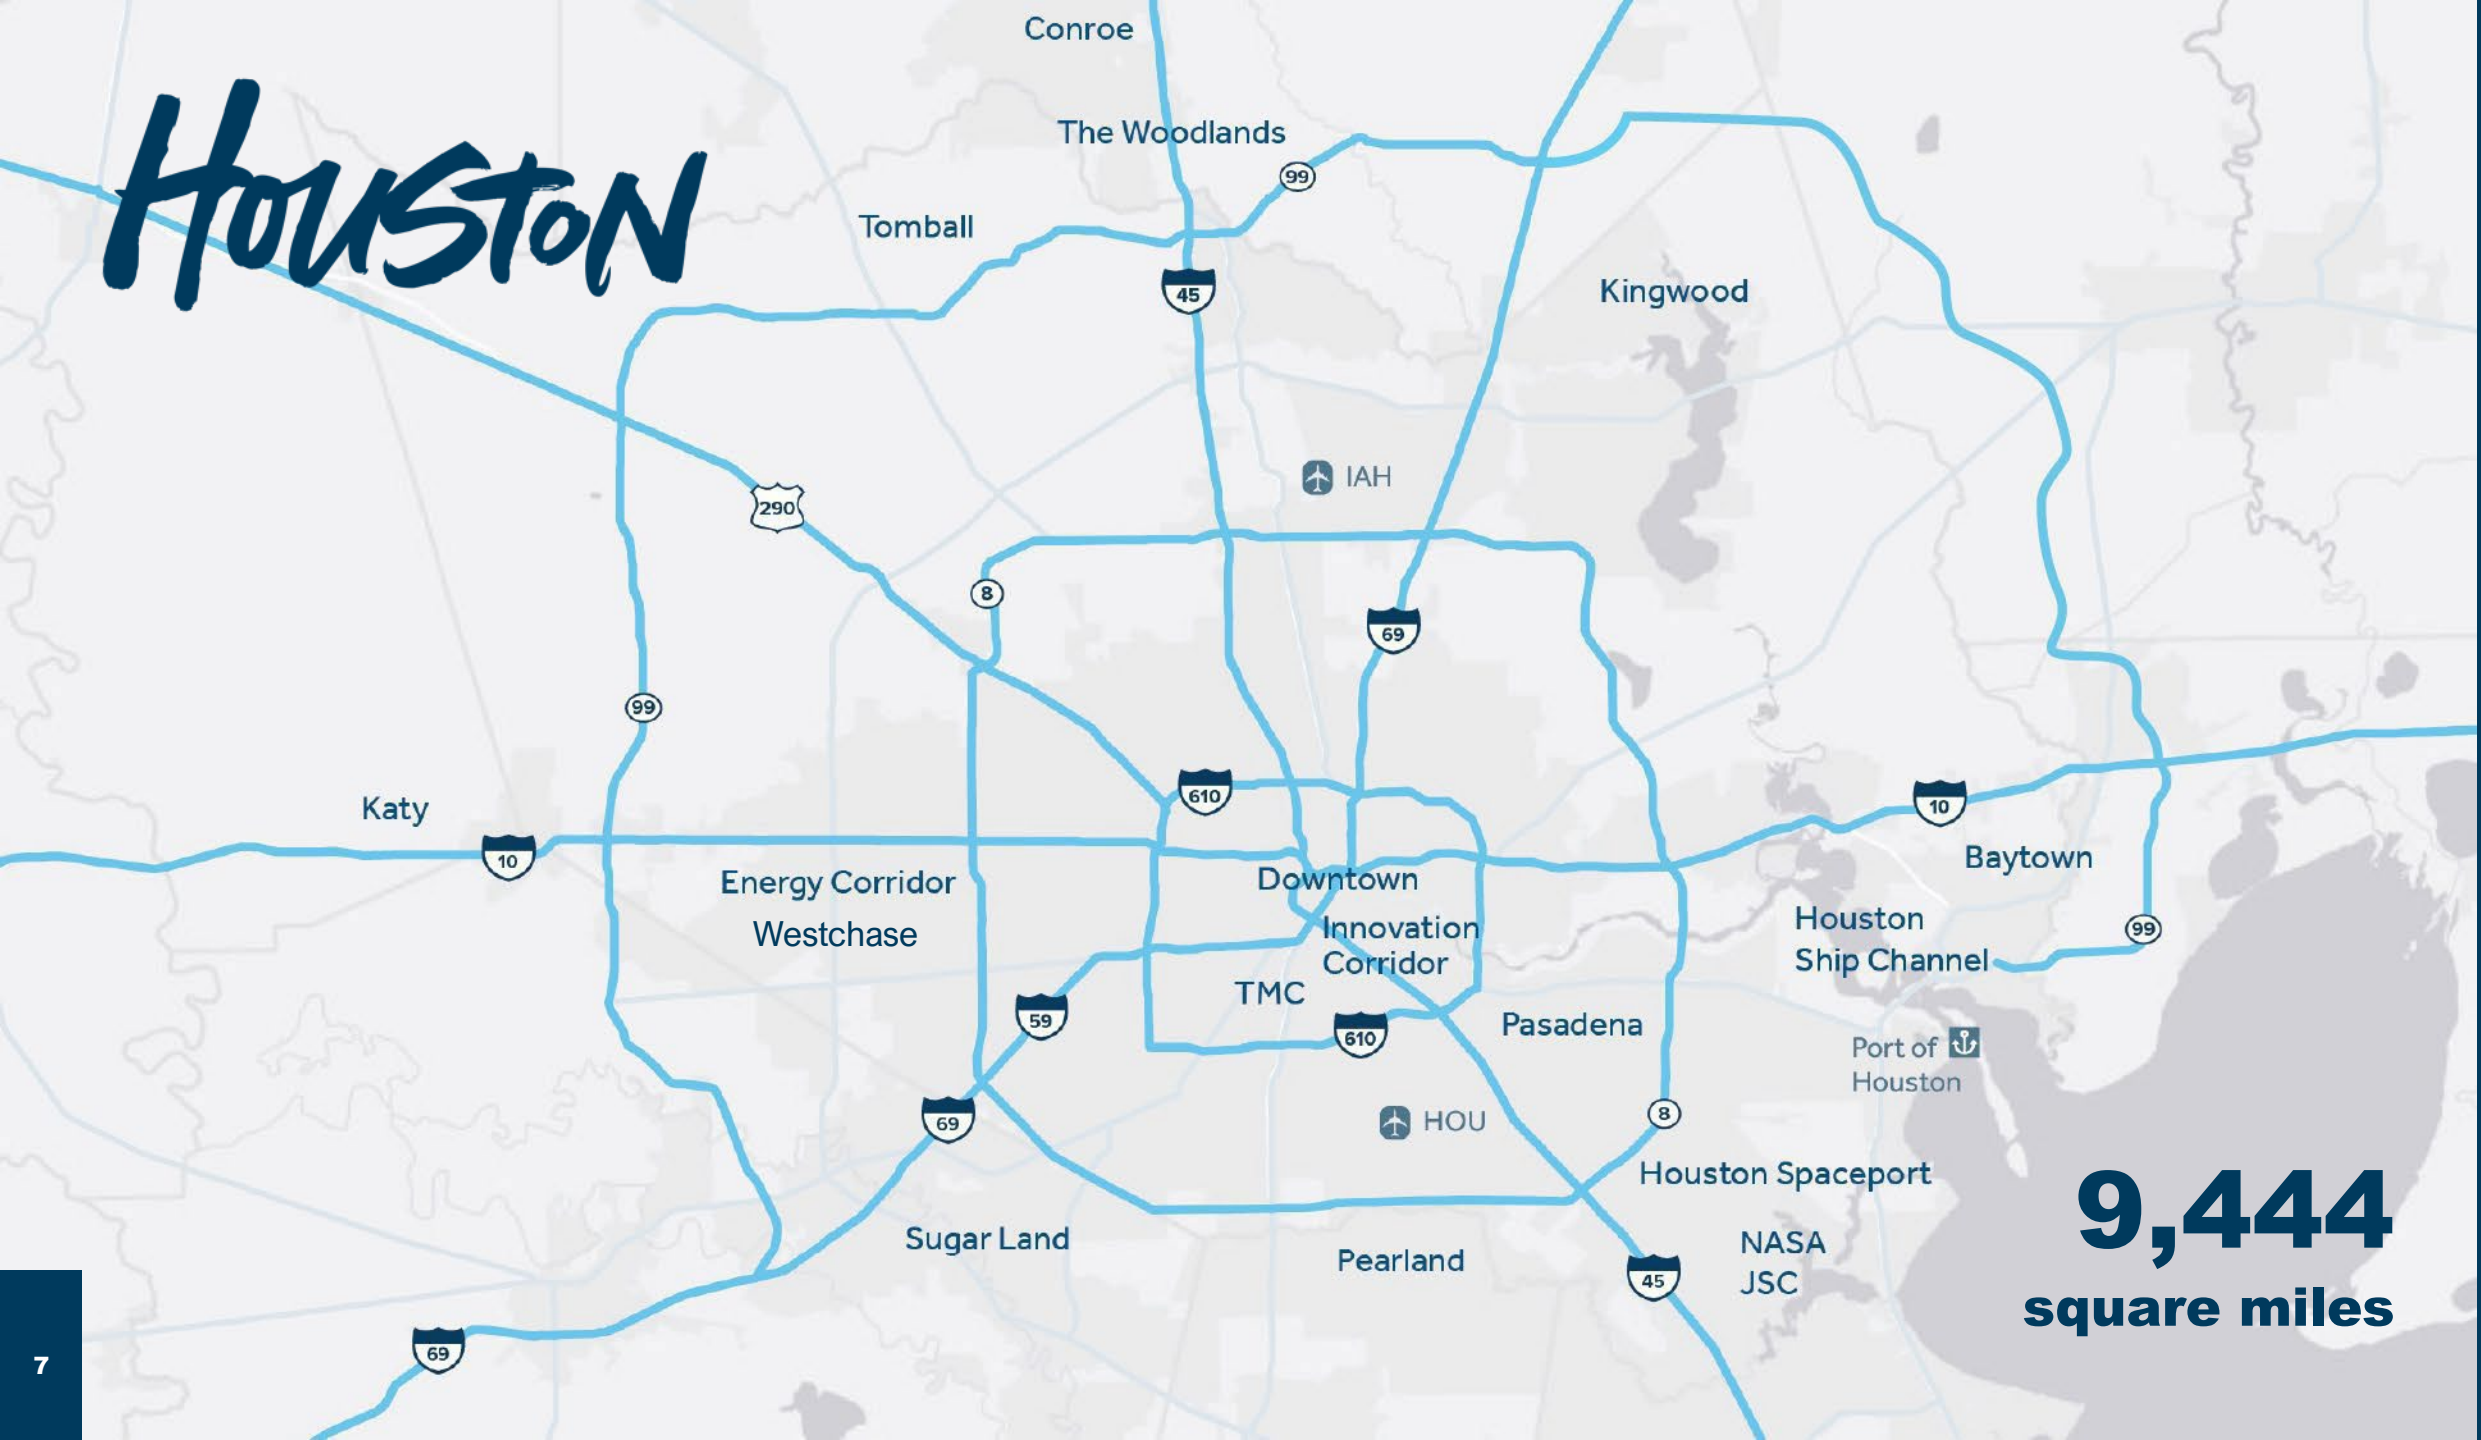 Conroe
Houston
The Woodlands
99
Tomball
45
Kingwood
IAH
290
8
69
99
610
10
Katy
10
Baytown
Energy Corridor
Downtown
Westchase
Innovation
Corridor
Houston
Ship Channel
99
TMC
59
610
Pasadena
Port of
Houston
69
HOU
8
Houston Spaceport
Sugar Land
Pearland
NASA
JSC
45
9,444
square miles
69
7